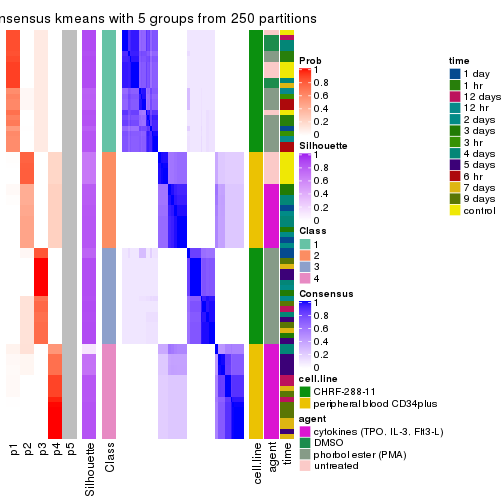 nsensus kmeans with 5 groups from 250 partitions
Prob
1
0.8
0.6
0.4
0.2
0
Silhouette
1
0.8
0.6
0.4
0.2
0
Class
1
2
3
4
Consensus
1
0.8
0.6
0.4
0.2
0
cell.line
CHRF-288-11
peripheral blood CD34plus
agent
cytokines (TPO, IL-3, Flt3-L)
DMSO
phorbol ester (PMA)
untreated
time
1 day
1 hr
12 days
12 hr
2 days
3 days
3 hr
4 days
5 days
6 hr
7 days
9 days
control
p1
p2
p3
p4
p5
Silhouette
Class
cell.line
agent
time